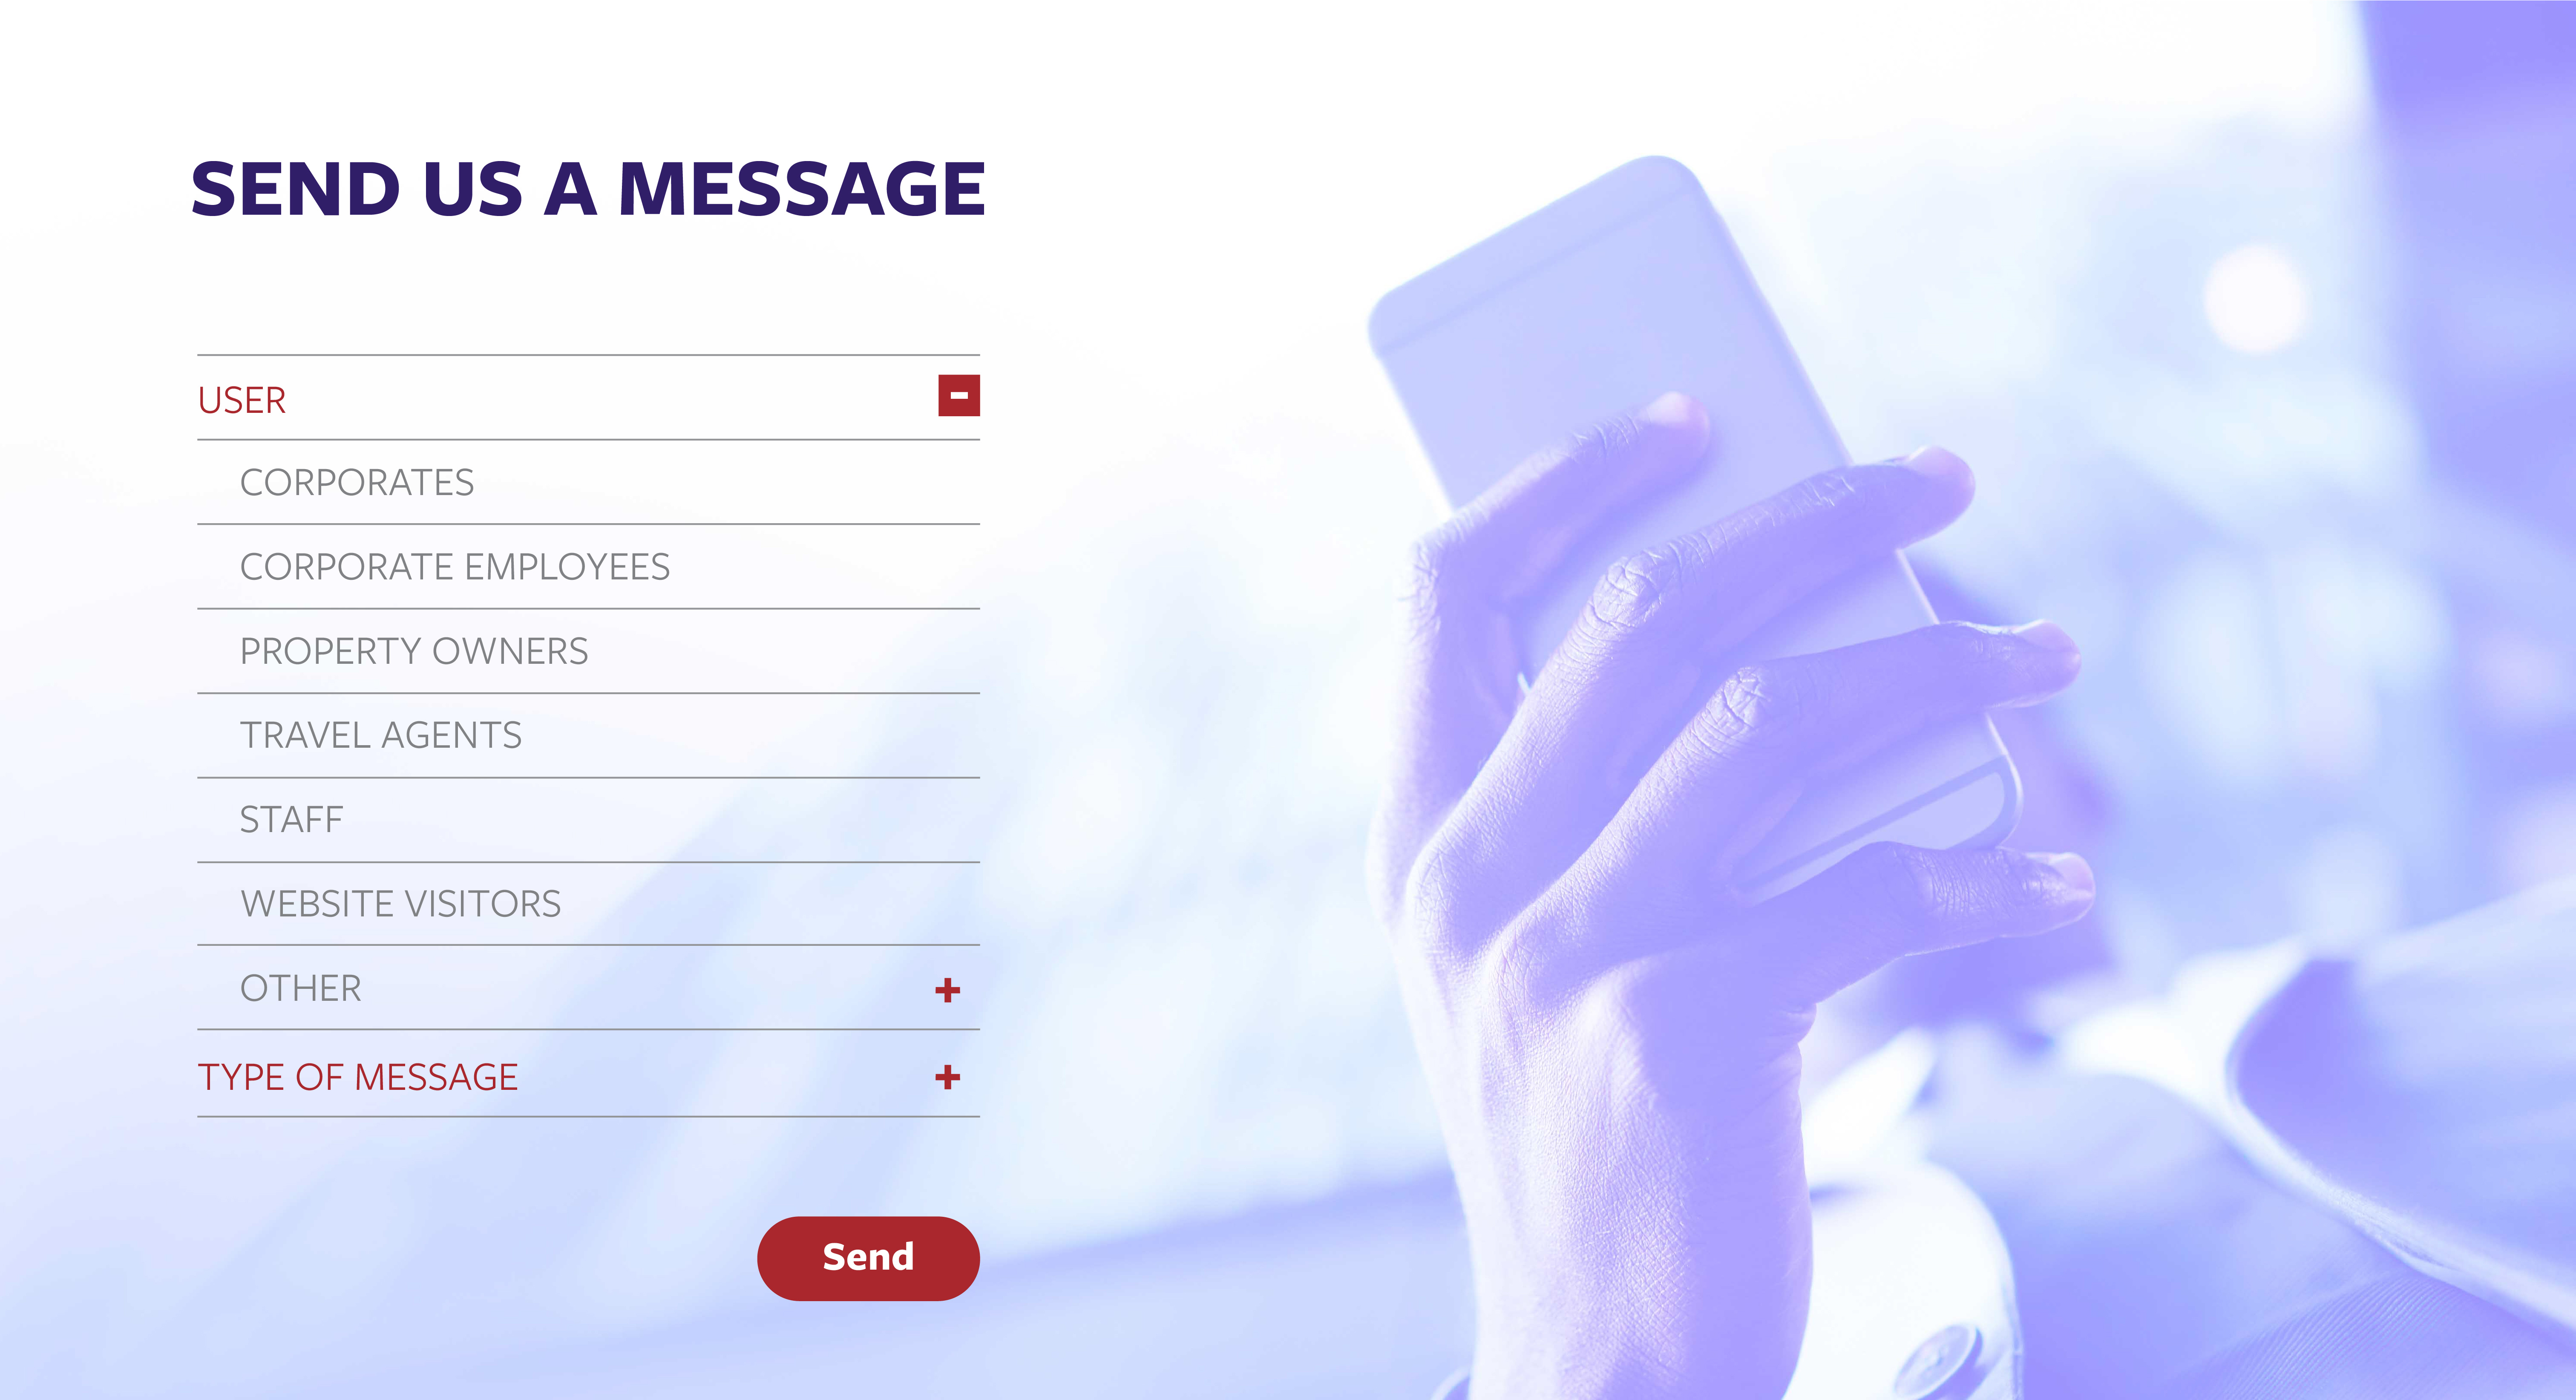 SEND US A MESSAGE
USER -
CORPORATES
CORPORATE EMPLOYEES
PROPERTY OWNERS
TRAVEL AGENTS
STAFF
WEBSITE VISITORS
OTHER +
TYPE OF MESSAGE +
Send